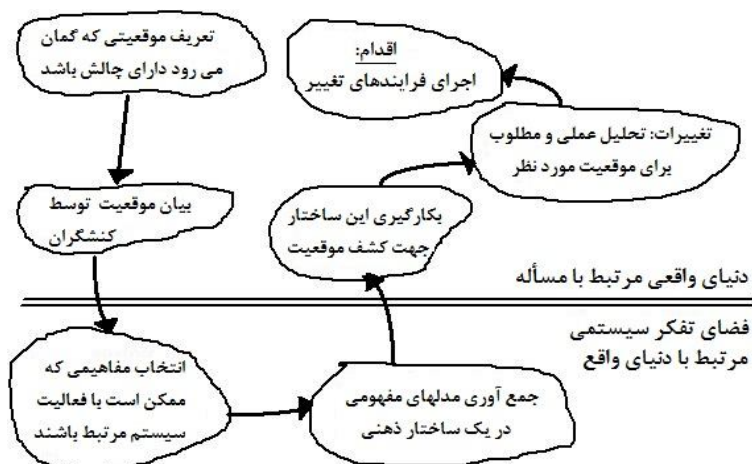 تعریف موقعیتی که گمان
می رود دارای چالش باشد
بیان موقعیت توسط
کنشگران
انتخاب مفاهیمی که
ممکن است با فعالیت
سیستم مرتبط باشند
جمع آوری مدلهای مفهومی
در یک ساختار ذهنی
بکارگیری این ساختار
جهت کشف موقعیت
تغییرات: تحلیل عملی و مطلوب
برای موقعیت مورد نظر
اقدام:
اجرای فرایندهای تغییر
دنیای واقعی مرتبط با مسأله
فضای تفکر سیستمی
مرتبط با دنیای واقع